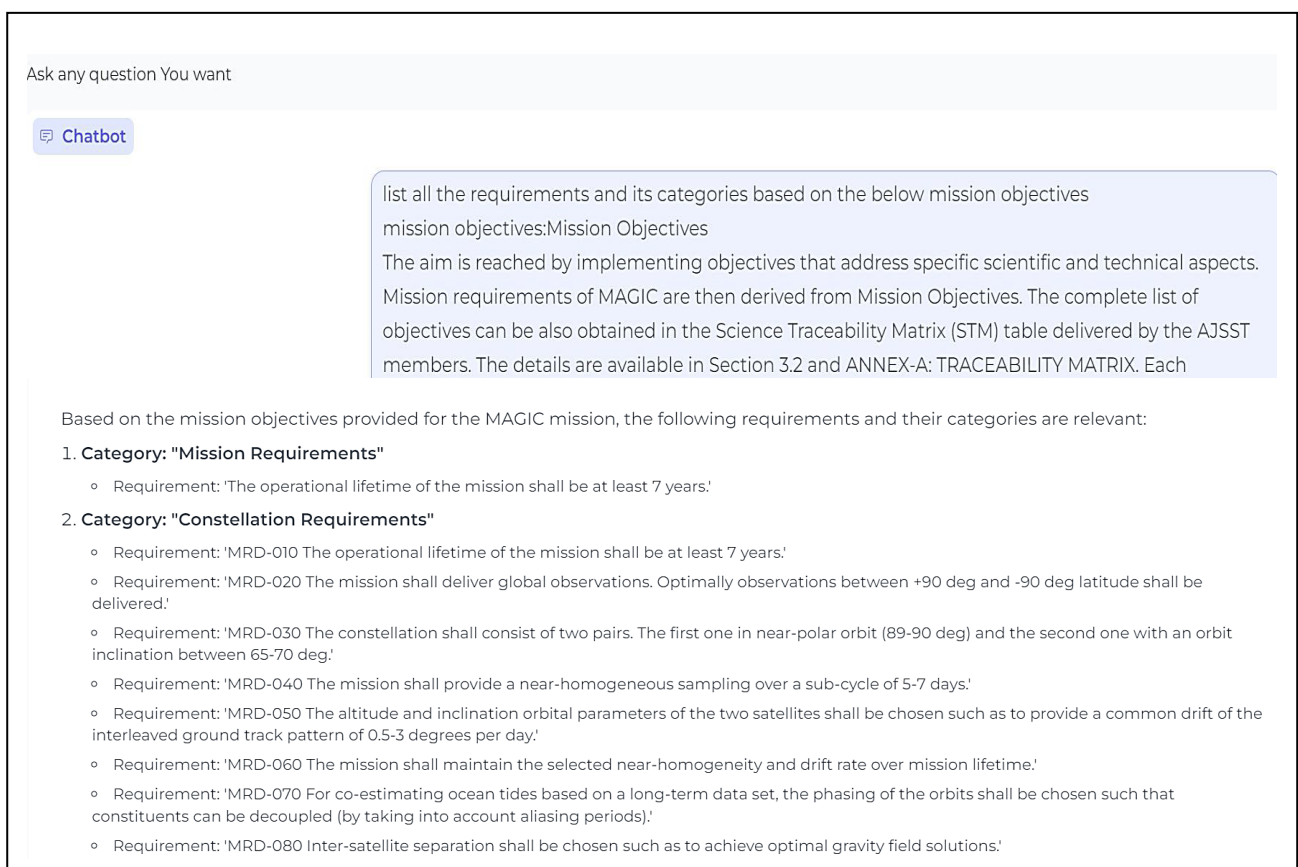 Ask any question You want
Chatbot
list all the requirements and its categories based on the below mission objectives
mission objectives:Mission Objectives
The aim is reached by implementing objectives that address specific scientific and technical aspects.
Mission requirements of MAGIC are then derived from Mission Objectives. The complete list of
objectives can be also obtained in the Science Traceability Matrix (STM) table delivered by the AJSST
members. The details are available in Section 3.2 and ANNEX-A: TRACEABILITY MATRIX. Each
Based on the mission objectives provided for the MAGIC mission, the following requirements and their categories are relevant:
1. Category: "Mission Requirements"
Requirement: 'The operational lifetime of the mission shall be at least 7 years.'
2. Category: "Constellation Requirements"
Requirement: 'MRD-010 The operational lifetime of the mission shall be at least 7 years.'
Requirement: 'MRD-020 The mission shall deliver global observations. Optimally observations between +90 deg and -90 deg latitude shall be
delivered.'
Requirement: 'MRD-030 The constellation shall consist of two pairs. The first one in near-polar orbit (89-90 deg) and the second one with an orbit
inclination between 65-70 deg.'
Requirement: 'MRD-040 The mission shall provide a near-homogeneous sampling over a sub-cycle of 5-7 days.'
Requirement: 'MRD-050 The altitude and inclination orbital parameters of the two satellites shall be chosen such as to provide a common drift of the
interleaved ground track pattern of 0.5-3 degrees per day.'
Requirement: 'MRD-060 The mission shall maintain the selected near-homogeneity and drift rate over mission lifetime.'
Requirement: 'MRD-070 For co-estimating ocean tides based on a long-term data set, the phasing of the orbits shall be chosen such that
constituents can be decoupled (by taking into account aliasing periods).'
Requirement: 'MRD-080 Inter-satellite separation shall be chosen such as to achieve optimal gravity field solutions.'